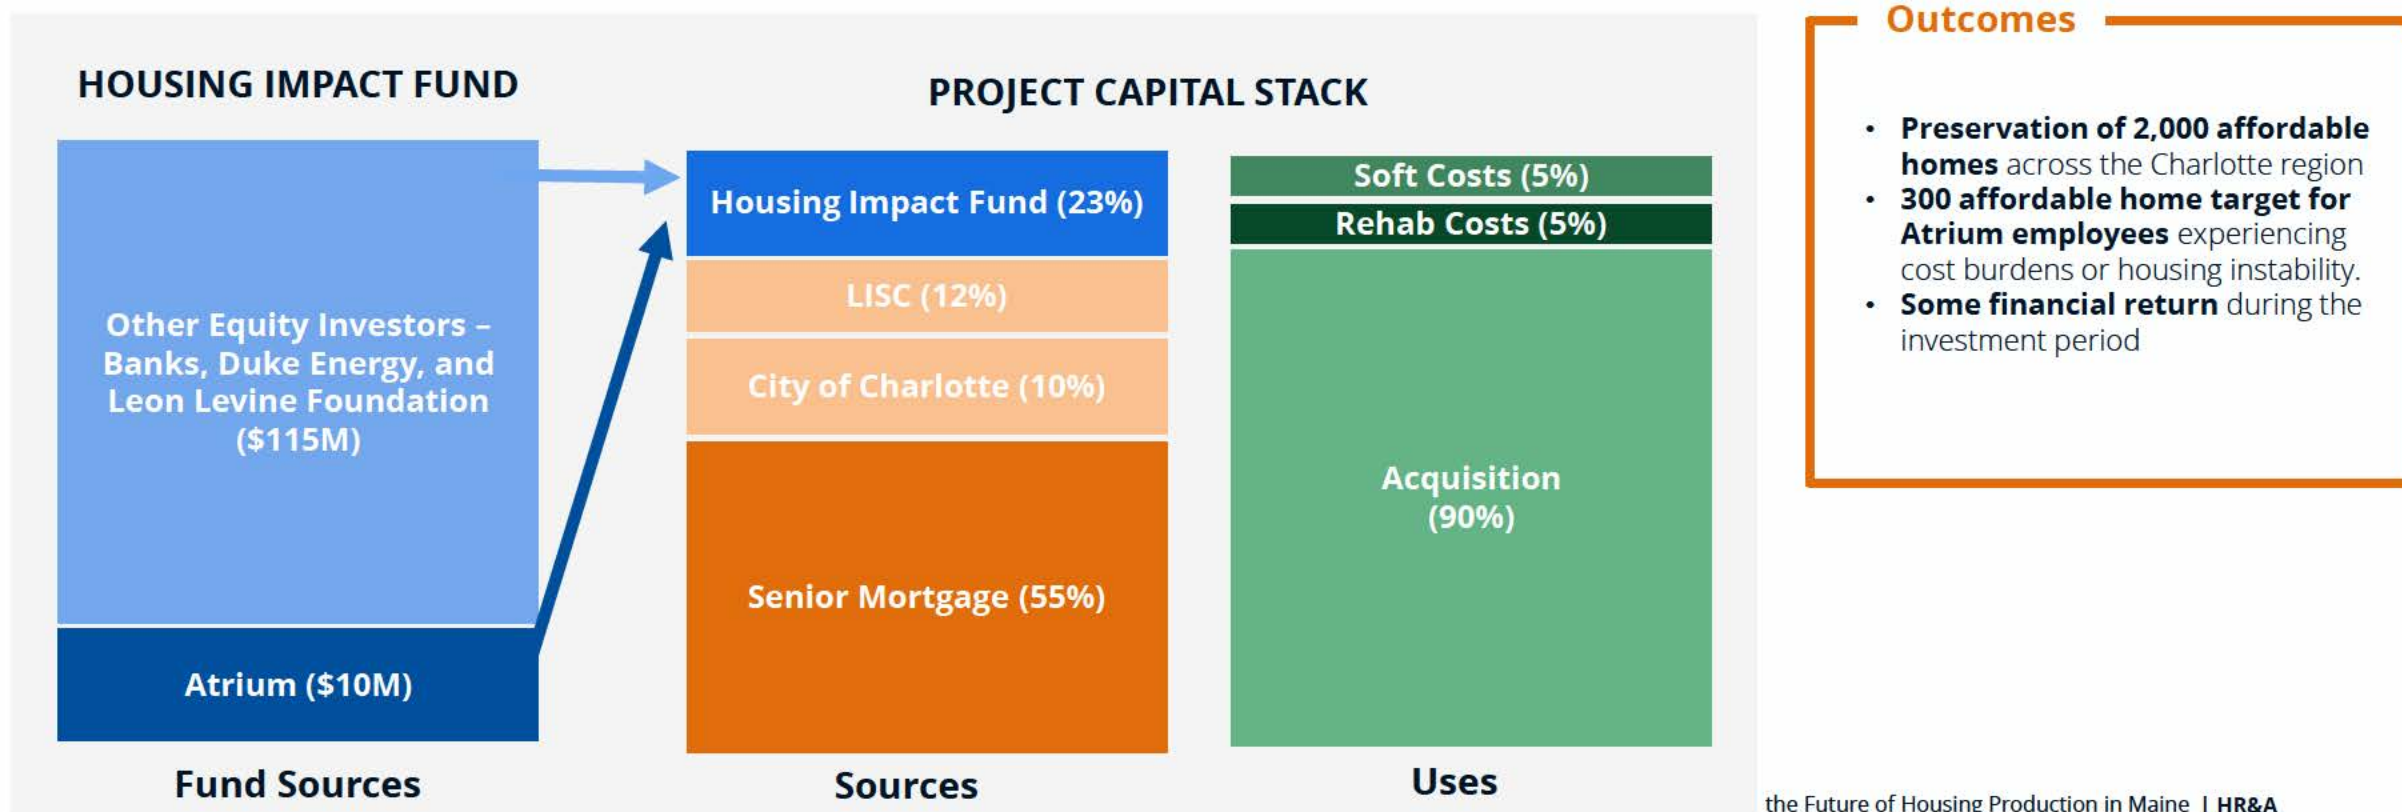 HOUSING IMPACT FUND
Other Equity Investors –
Banks, Duke Energy, and
Leon Levine Foundation
($115M)
Atrium ($10M)
Fund Sources
PROJECT CAPITAL STACK
Housing Impact Fund (23%)
LISC (12%)
City of Charlotte (10%)
Senior Mortgage (55%)
Sources
Soft Costs (5%)
Rehab Costs (5%)
Acquisition
(90%)
Uses
Outcomes
• Preservation of 2,000 affordable
homes across the Charlotte region
• 300 affordable home target for
Atrium employees experiencing
cost burdens or housing instability.
• Some financial return during the
investment period
the Future of Housing Production in Maine | HR&A